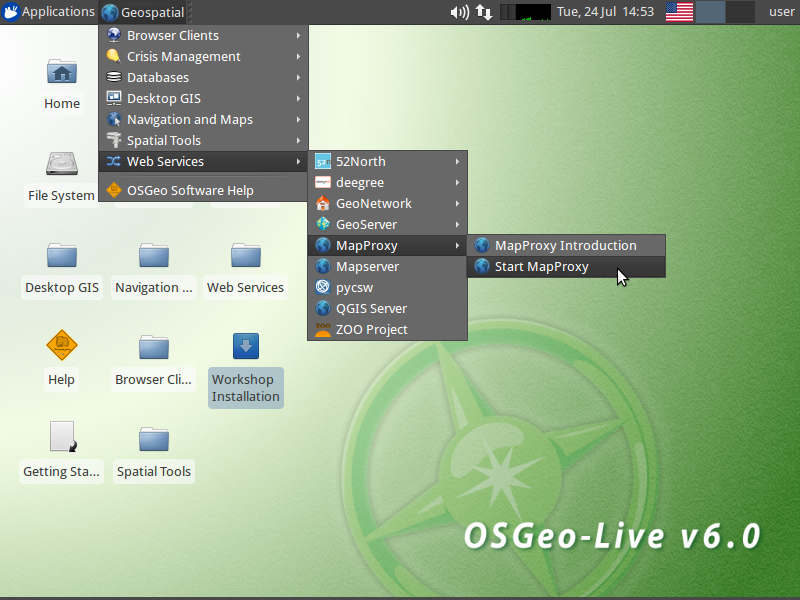 Applications
Geospatial
Tue, 24 Jul 14:53
user
Browser Clients
Crisis Management
Databases
Desktop GIS
Navigation and Maps
Spatial Tools
Web Services
OSGeo Software Help
52North
deegree
GeoNetwork
GeoServer
MapProxy
Mapserver
pycsw
QGIS Server
ZOO Project
MapProxy Introduction
Start MapProxy
Home
File System
Desktop GIS
Navigation ...
Web Services
Help
Browser Cli...
Workshop
Installation
Getting Sta...
Spatial Tools
OSGeo-Live v6.0